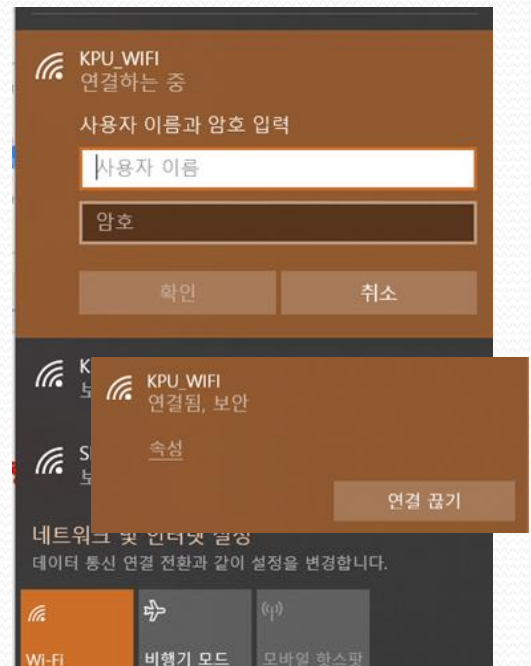 KPU_WIFI
연결하는 중
사용자 이름과 암호 입력
사용자 이름
암호
확인 취소
KPU_WIFI
연결됨, 보안
속성
연결 끊기
네트워크 및 인터넷 설정
데이터 통신 연결 전환과 같이 설정을 변경합니다.
Wi-Fi 비행기 모드 모바일 핫스팟